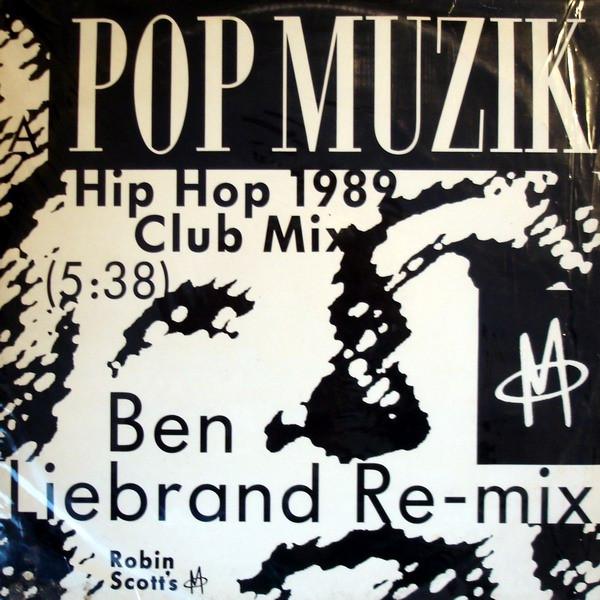 POP MUZIK
A
Hip Hop 1989
Club Mix
(5:38)
M
Ben
Liebrand Re-mix
Robin
Scott's M